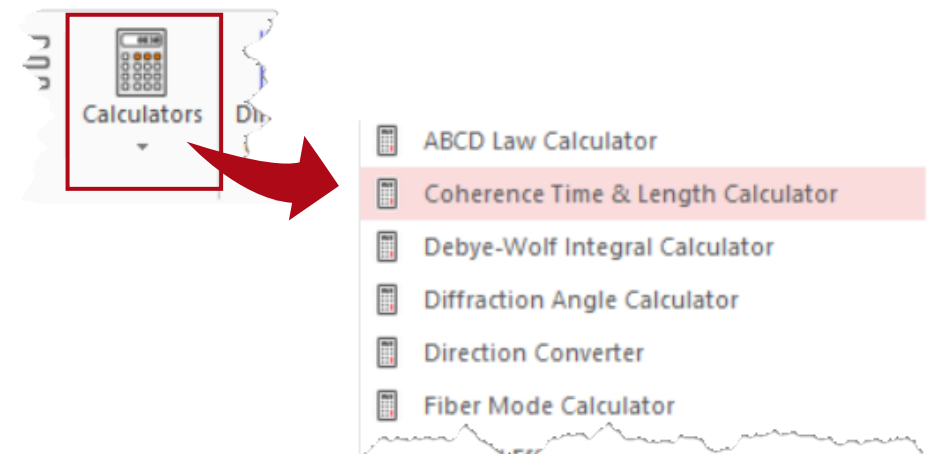 Calculators
ABCD Law Calculator
Coherence Time & Length Calculator
Debye-Wolf Integral Calculator
Diffraction Angle Calculator
Direction Converter
Fiber Mode Calculator